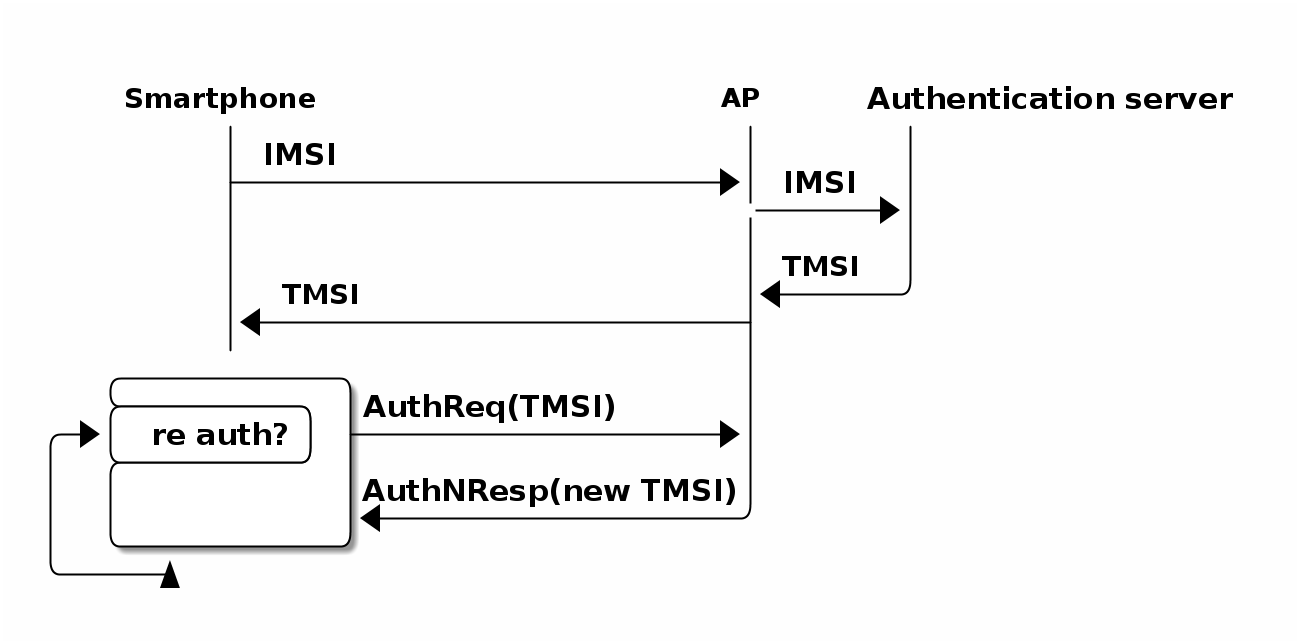 Smartphone
AP
Authentication server
IMSI
IMSI
TMSI
TMSI
AuthReq(TMSI)
re auth?
AuthNResp(new TMSI)